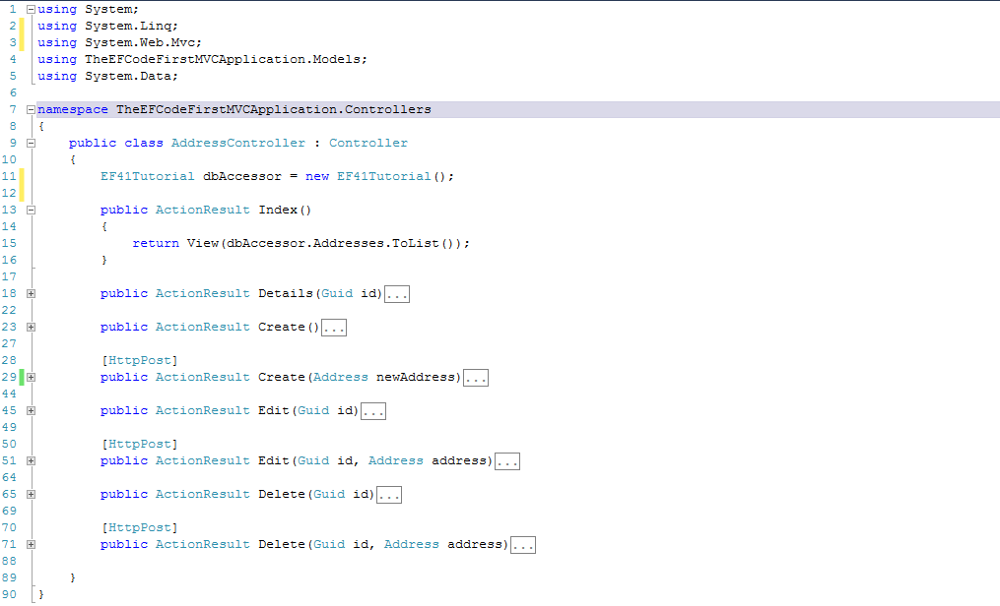 1 using System;
2 using System.Linq;
3 using System.Web.Mvc;
4 using TheEFCodeFirstMVCApplication.Models;
5 using System.Data;
6
7 namespace TheEFCodeFirstMVCApplication.Controllers
8 {
9     public class AddressController : Controller
10     {
11         EF41Tutorial dbAccessor = new EF41Tutorial();
12
13         public ActionResult Index()
14         {
15             return View(dbAccessor.Addresses.ToList());
16         }
17
18         public ActionResult Details(Guid id)...
22
23         public ActionResult Create()...
27
28         [HttpPost]
29         public ActionResult Create(Address newAddress)...
44
45         public ActionResult Edit(Guid id)...
49
50         [HttpPost]
51         public ActionResult Edit(Guid id, Address address)...
64
65         public ActionResult Delete(Guid id)...
69
70         [HttpPost]
71         public ActionResult Delete(Guid id, Address address)...
88
89     }
90 }